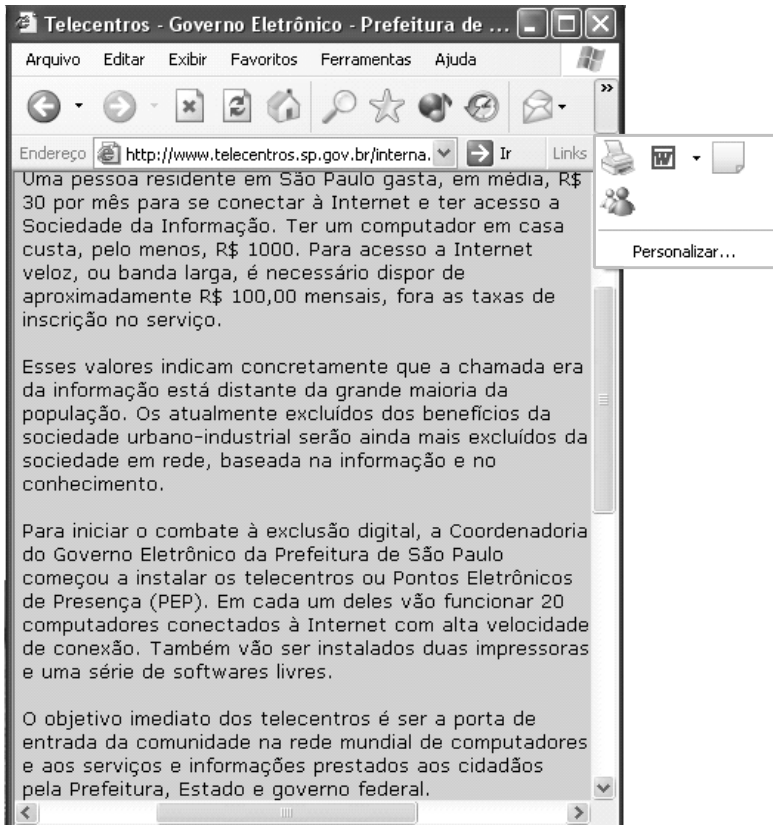 Telecentros - Governo Eletrônico - Prefeitura de ...
Arquivo Editar Exibir Favoritos Ferramentas Ajuda
Endereço http://www.telecentros.sp.gov.br/interna. Ir Links
Personalizar...
Uma pessoa residente em São Paulo gasta, em média, R$
30 por mês para se conectar à Internet e ter acesso a
Sociedade da Informação. Ter um computador em casa
custa, pelo menos, R$ 1000. Para acesso a Internet
veloz, ou banda larga, é necessário dispor de
aproximadamente R$ 100,00 mensais, fora as taxas de
inscrição no serviço.
Esses valores indicam concretamente que a chamada era
da informação está distante da grande maioria da
população. Os atualmente excluídos dos benefícios da
sociedade urbano-industrial serão ainda mais excluídos da
sociedade em rede, baseada na informação e no
conhecimento.
Para iniciar o combate à exclusão digital, a Coordenadoria
do Governo Eletrônico da Prefeitura de São Paulo
começou a instalar os telecentros ou Pontos Eletrônicos
de Presença (PEP). Em cada um deles vão funcionar 20
computadores conectados à Internet com alta velocidade
de conexão. Também vão ser instalados duas impressoras
e uma série de softwares livres.
O objetivo imediato dos telecentros é ser a porta de
entrada da comunidade na rede mundial de computadores
e aos serviços e informações prestados aos cidadãos
pela Prefeitura, Estado e governo federal.